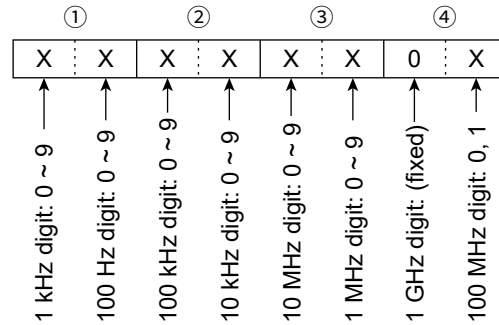 ① ② ③ ④
X X X X X X 0 X
1 kHz digit: 0 ~ 9
100 Hz digit: 0 ~ 9
100 kHz digit: 0 ~ 9
10 kHz digit: 0 ~ 9
10 MHz digit: 0 ~ 9
1 MHz digit: 0 ~ 9
1 GHz digit: (fixed)
100 MHz digit: 0, 1